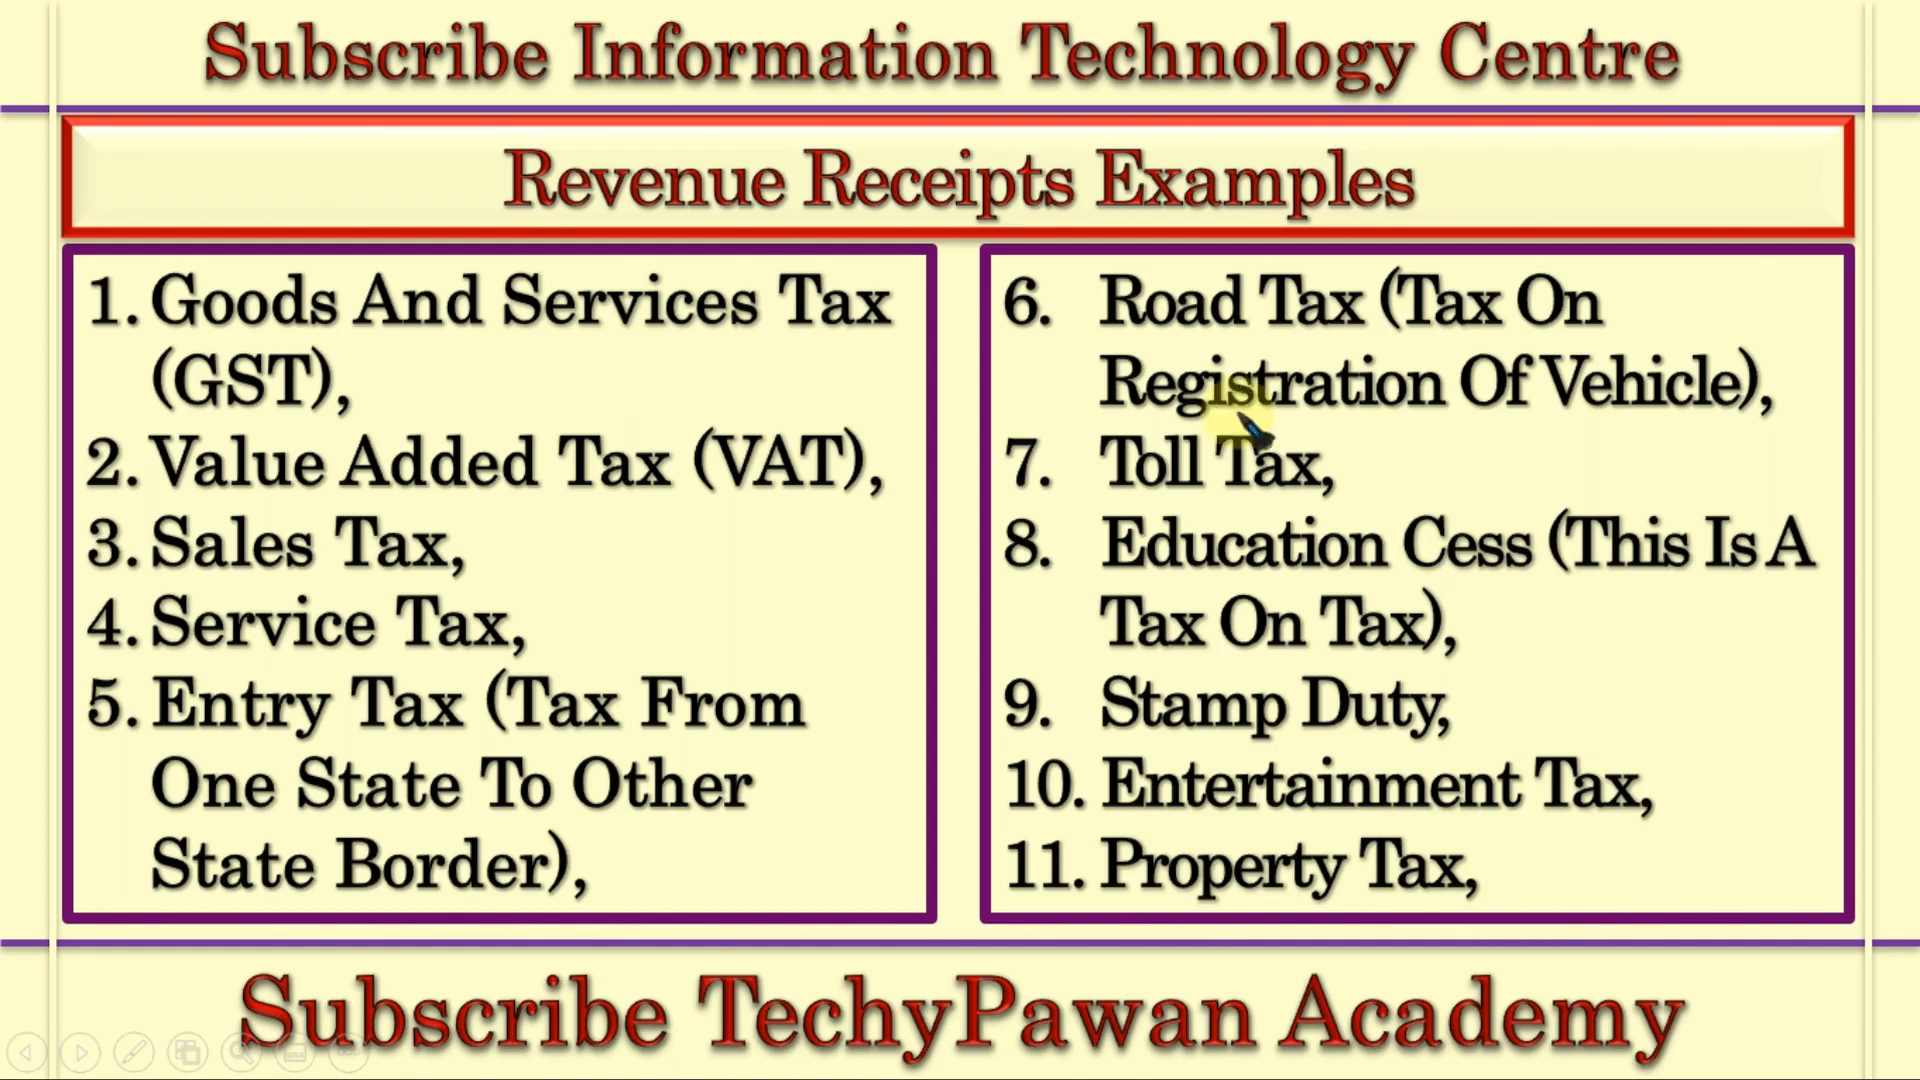 Subscribe Information Technology Centre
Revenue Receipts Examples
1. Goods And Services Tax
(GST),
2. Value Added Tax (VAT),
3. Sales Tax,
4. Service Tax,
5. Entry Tax (Tax From
One State To Other
State Border),
6. Road Tax (Tax On
Registration Of Vehicle),
7. Toll Tax,
8. Education Cess (This Is A
Tax On Tax),
9. Stamp Duty,
10. Entertainment Tax,
11. Property Tax,
Subscribe TechyPawan Academy